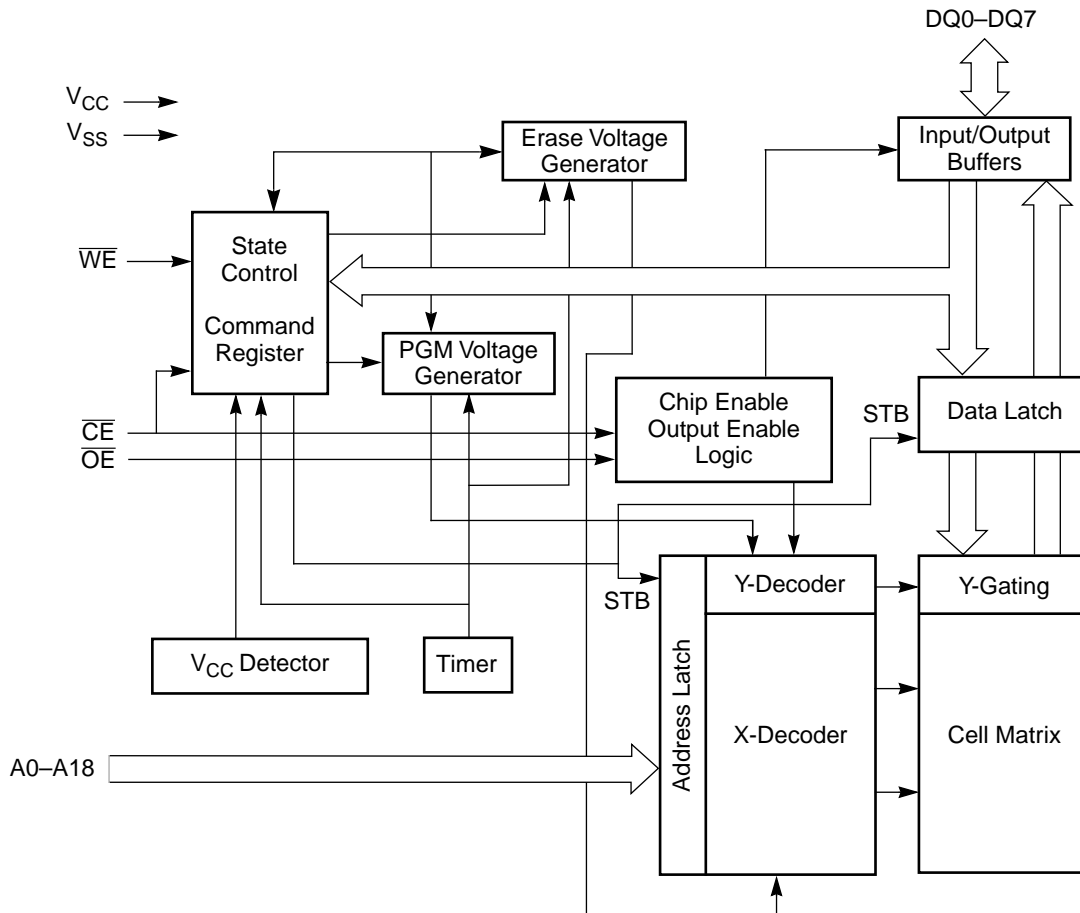 DQ0–DQ7
VCC
VSS
Erase Voltage
Generator
Input/Output
Buffers
WE
State
Control
Command
Register
PGM Voltage
Generator
Chip Enable
Output Enable
Logic
STB
Data Latch
CE
OE
STB
Address Latch
Y-Decoder
Y-Gating
VCC Detector
Timer
X-Decoder
Cell Matrix
A0–A18